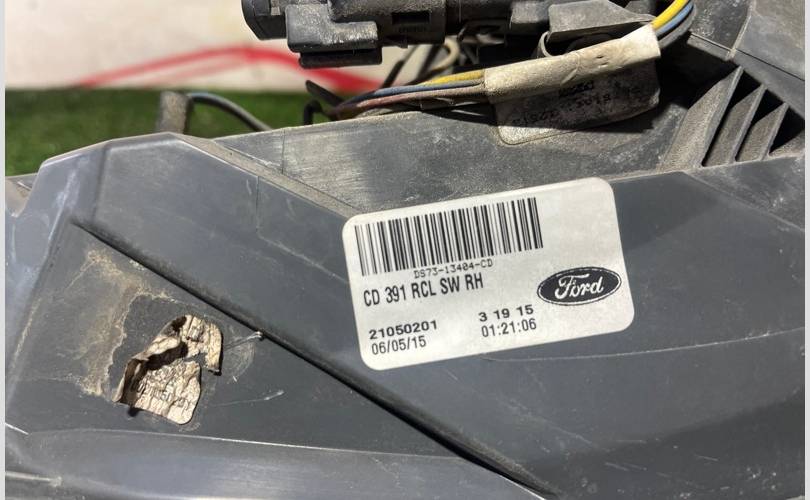 DS73-13404-CD
CD 391 RCL SW RH
Ford
21050201 3 19 15
06/05/15 01:21:06